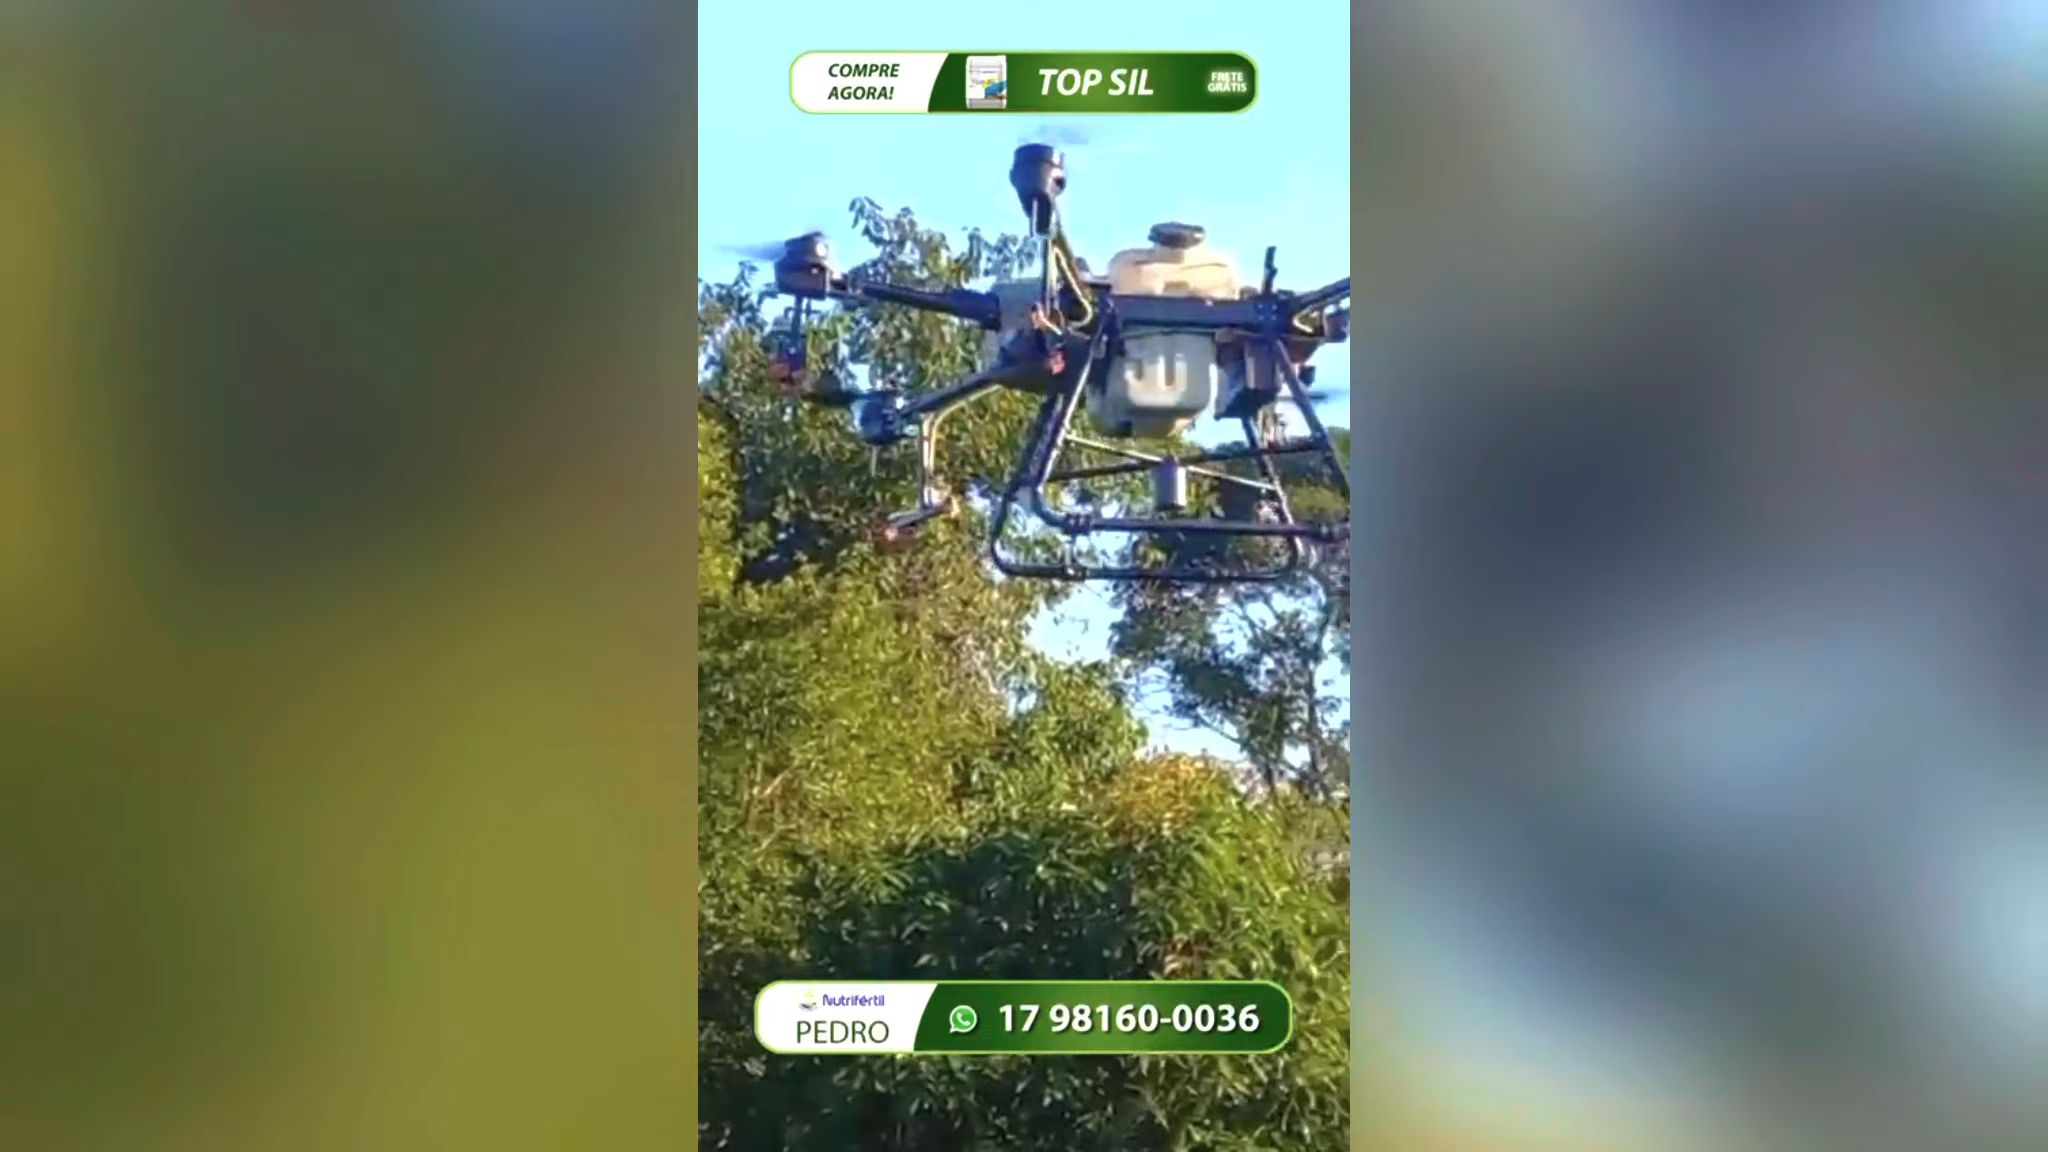 COMPRE
AGORA!
TOP SIL
FRETE
GRÁTIS
Nutrifértil
PEDRO
17 98160-0036